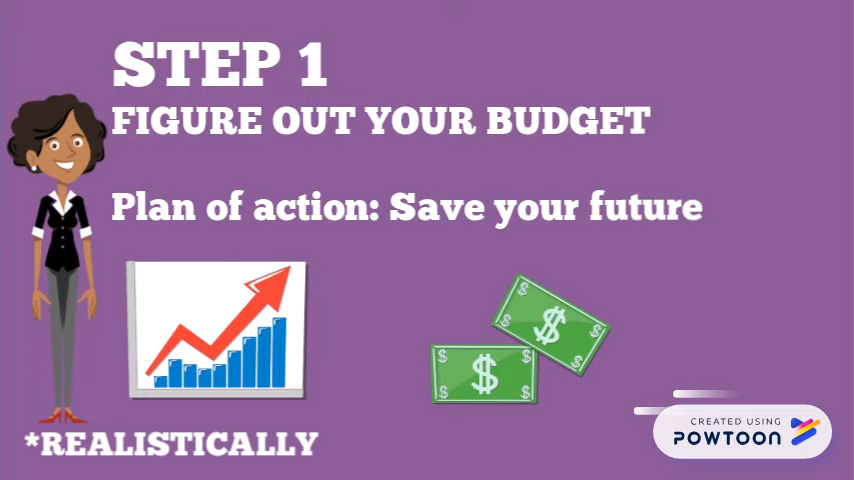 STEP 1
FIGURE OUT YOUR BUDGET
Plan of action: Save your future
$ $ $ $
$ $ $ $ $
*REALISTICALLY
CREATED USING
POWTOON